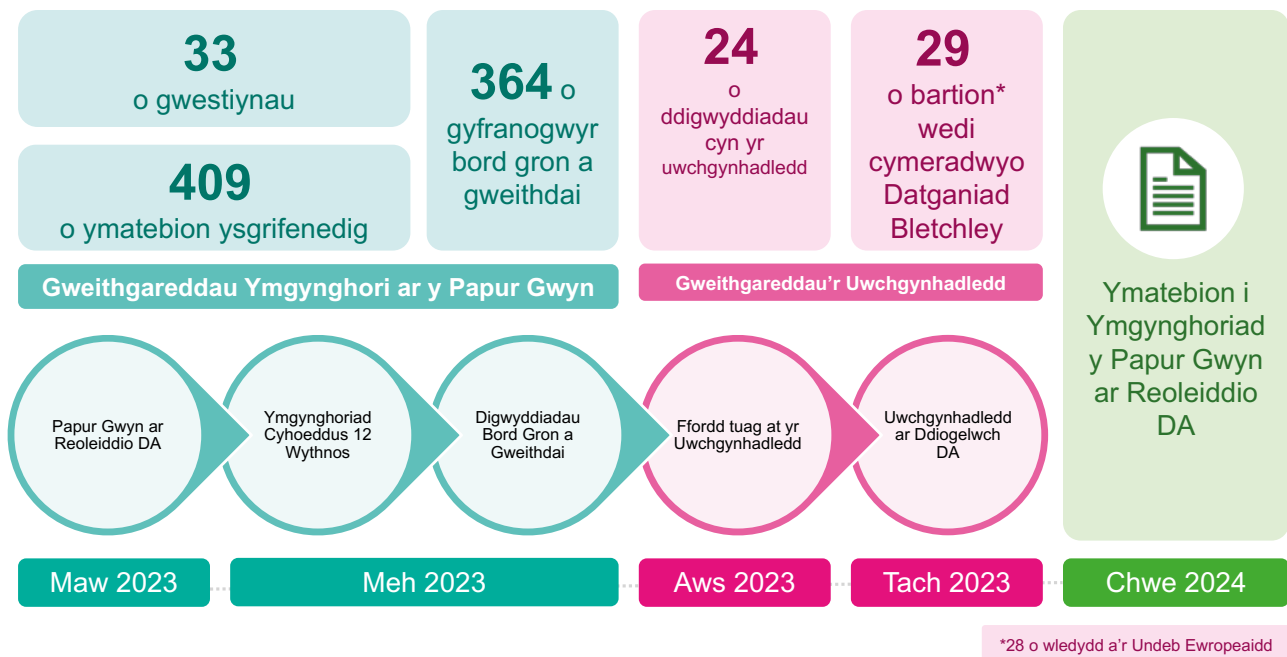 33
o gwestiynau
409
o ymatebion ysgrifenedig
364 o
gyfranogwyr
bord gron a
gweithdai
24
o
ddigwyddiadau
cyn yr
uwchgynhadledd
29
o bartion*
wedi
cymeradwyo
Datganiad
Bletchley
Gweithgareddau Ymgynghori ar y Papur Gwyn
Gweithgareddau'r Uwchgynhadledd
Ymatebion i
Ymgynghoriad
y Papur Gwyn
ar Reoleiddio
DA
Papur Gwyn ar
Reoleiddio DA
Ymgynghoriad
Cyhoeddus 12
Wythnos
Digwyddiadau
Bord Gron a
Gweithdai
Ffordd tuag at yr
Uwchgynhadledd
Uwchgynhadledd
ar Ddiogelwch
DA
Maw 2023
Meh 2023
Aws 2023
Tach 2023
Chwe 2024
*28 o wledydd a'r Undeb Ewropeaidd